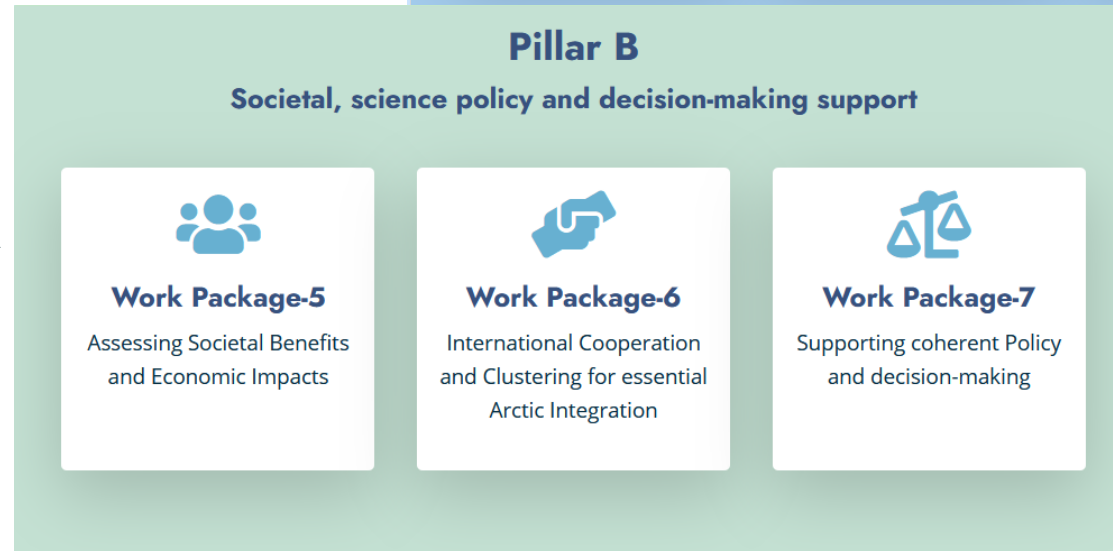 Pillar B
Societal, science policy and decision-making support
Work Package-5
Assessing Societal Benefits
and Economic Impacts
Work Package-6
International Cooperation
and Clustering for essential
Arctic Integration
Work Package-7
Supporting coherent Policy
and decision-making